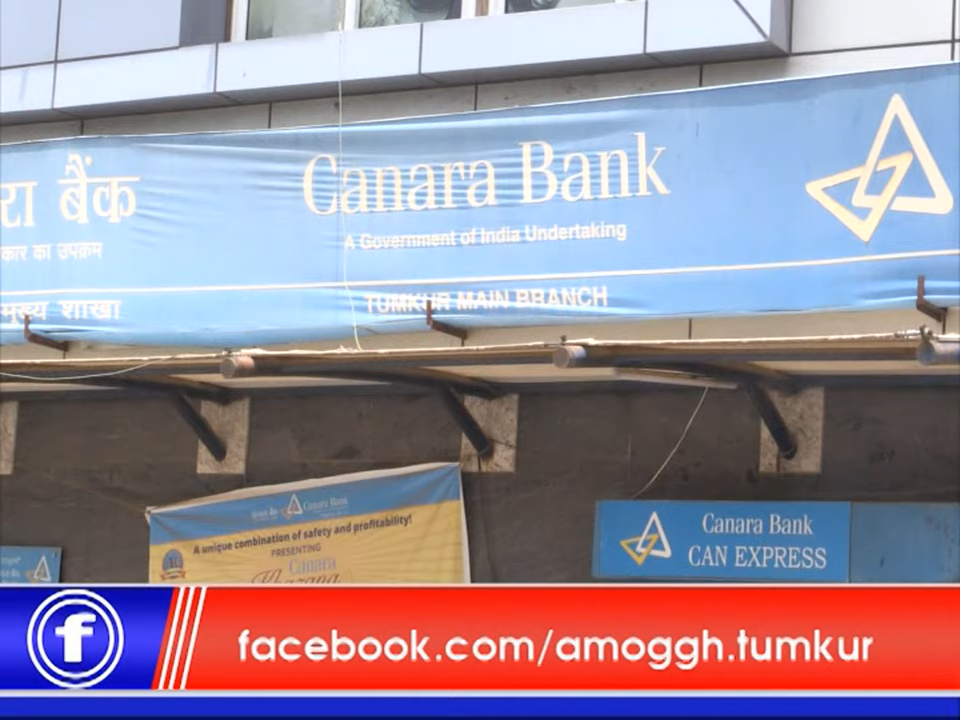 रा बैंक
कार का उपक्रम
मुख्य शाखा
Canara Bank
A Government of India Undertaking
TUMKUR MAIN BRANCH
Canara Bank
A unique combination of safety and profitability!
PRESENTING
Canara
Canara Bank
CAN EXPRESS
facebook.com/amoggh.tumkur